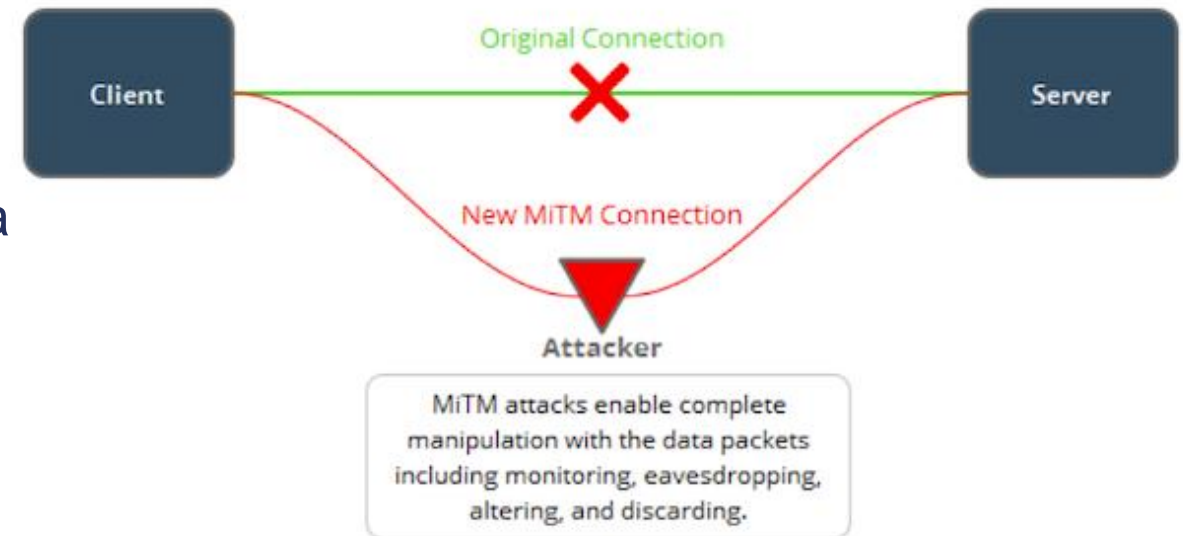 Original Connection
Client
Server
a
New MiTM Connection
Attacker
MiTM attacks enable complete
manipulation with the data packets
including monitoring, eavesdropping,
altering, and discarding.